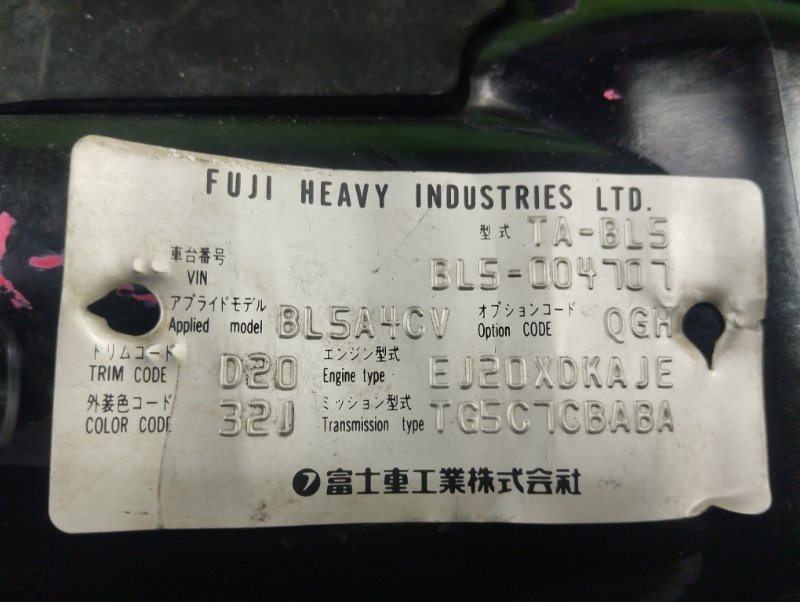 FUJI HEAVY INDUSTRIES LTD.
型式 TA-BL5
車台番号 VIN BL5-004707
アプライドモデル Applied model BL5A4CV オプションコード Option CODE QGH
トリムコード TRIM CODE D20 エンジン型式 Engine type EJ20XDKAJE
外装色コード COLOR CODE 32J ミッション型式 Transmission type TG5C7CBABA
フ富士重工業株式会社